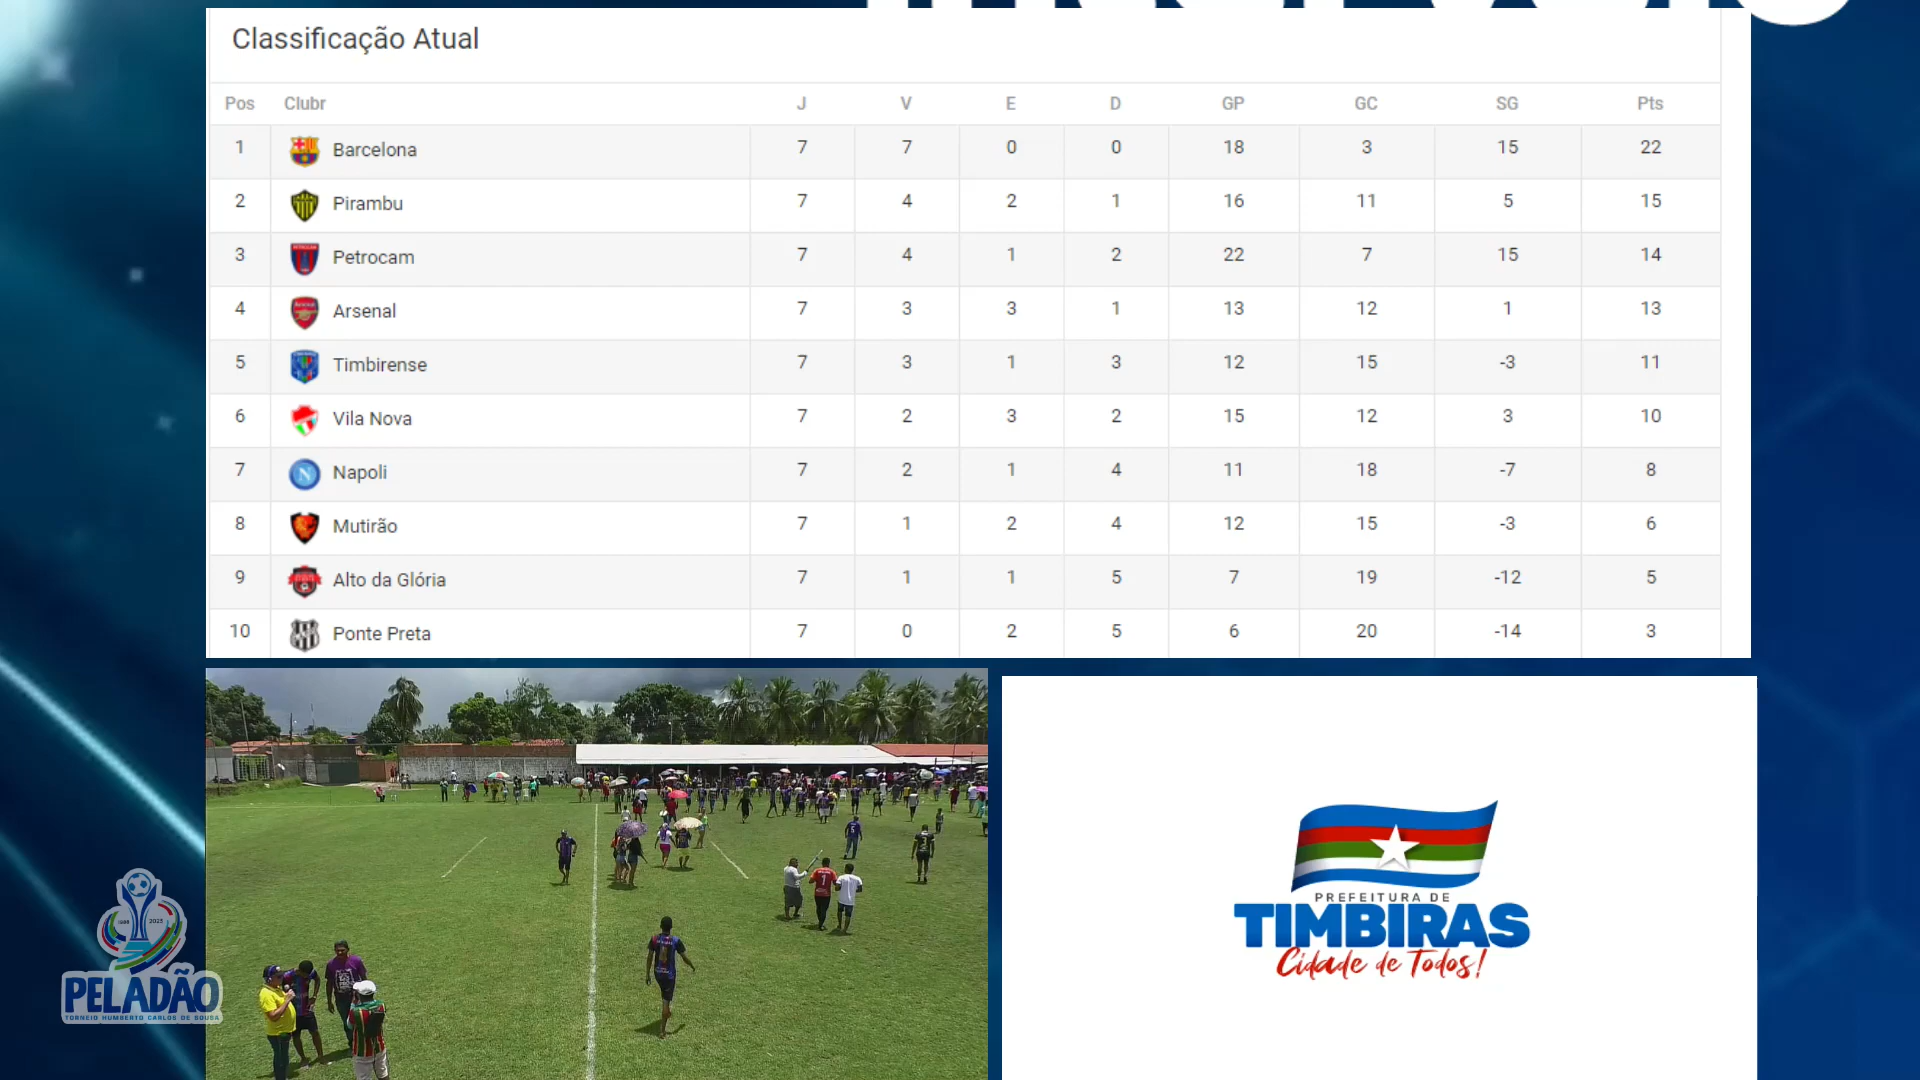 Classificação Atual
Pos Clubr J V E D GP GC SG Pts
1 Barcelona 7 7 0 0 18 3 15 22
2 Pirambu 7 4 2 1 16 11 5 15
3 Petrocam 7 4 1 2 22 7 15 14
4 Arsenal 7 3 3 1 13 12 1 13
5 Timbirense 7 3 1 3 12 15 -3 11
6 Vila Nova 7 2 3 2 15 12 3 10
7 Napoli 7 2 1 4 11 18 -7 8
8 Mutirão 7 1 2 4 12 15 -3 6
9 Alto da Glória 7 1 1 5 7 19 -12 5
10 Ponte Preta 7 0 2 5 6 20 -14 3
PELADÃO
TORNEIO HUMBERTO CARLOS DE SOUSA
PREFEITURA DE
TIMBIRAS
Cidade de Todos!